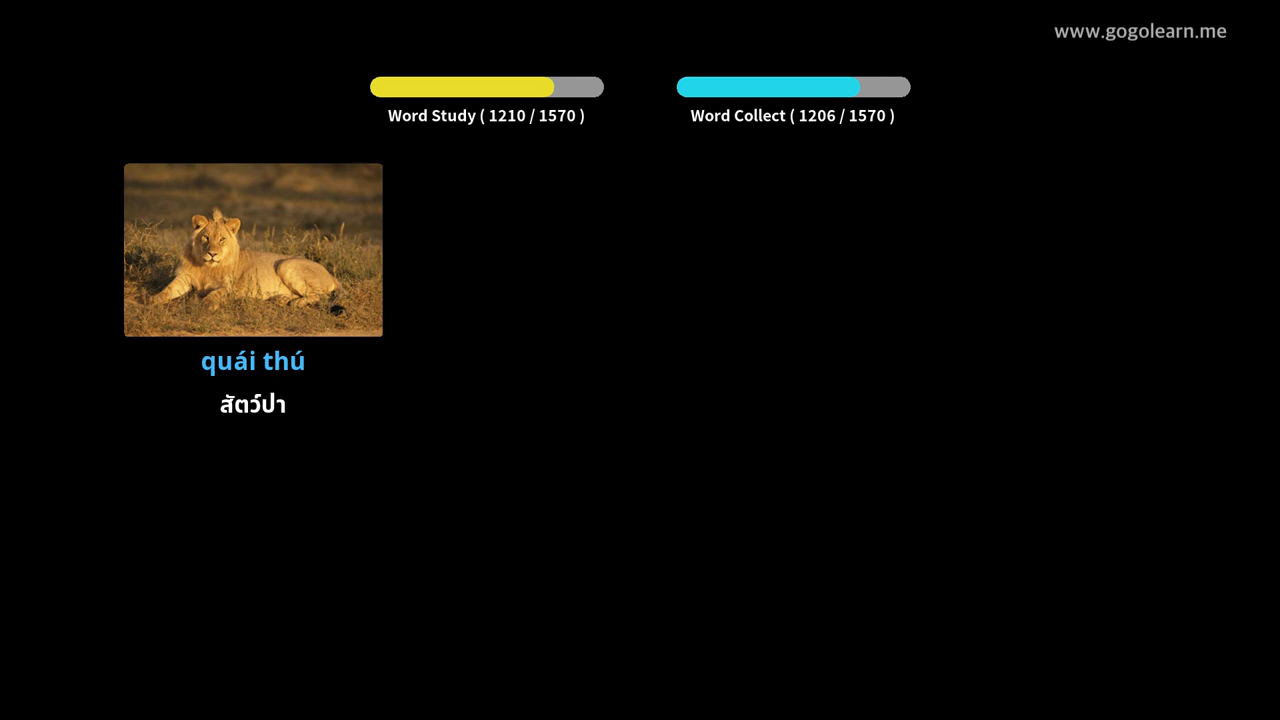 www.gogolearn.me
Word Study ( 1210 / 1570 )
Word Collect ( 1206 / 1570 )
quái thú
สัตว์ป่า